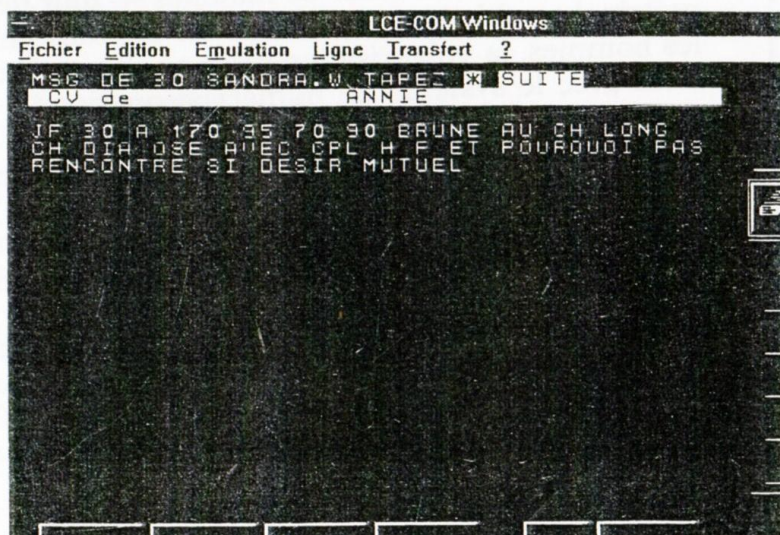 LCE-COM Windows
Fichier Edition Emulation Ligne Transfert ?
MSG DE 30 SANDRA.W TAPEZ * SUITE
CV de ANNIE
JF 30 A 170 95 70 90 BRUNE AU CH LONG
CH DIA OSE AVEC CPL H F ET POURQUOI PAS
RENCONTRE SI DESIR MUTUEL